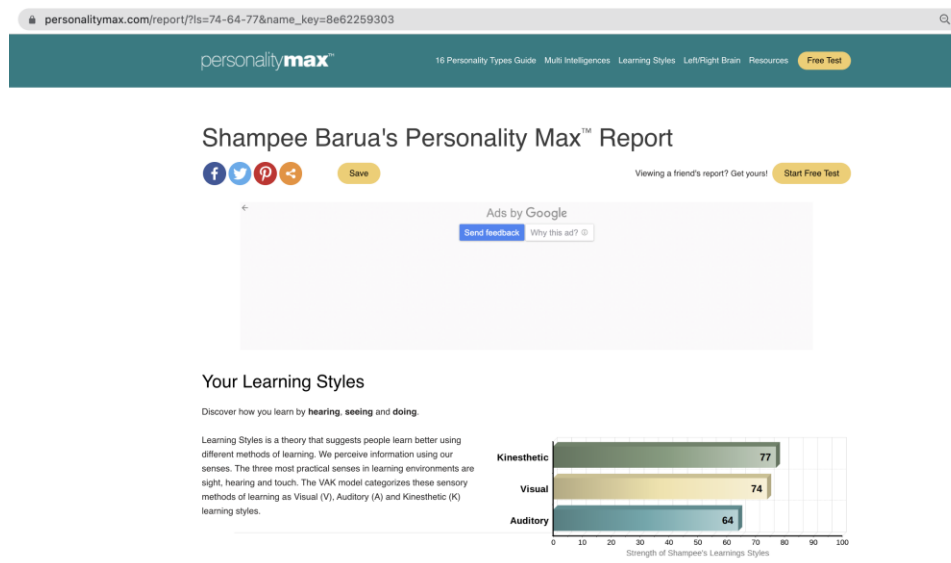 personalitymax.com/report/?ls=74-64-77&name_key=8e62259303
personalitymax™
16 Personality Types Guide Multi Intelligences Learning Styles Left/Right Brain Resources Free Test
Shampee Barua's Personality Max™ Report
Save
Viewing a friend's report? Get yours! Start Free Test
Ads by Google
Send feedback Why this ad?
Your Learning Styles
Discover how you learn by hearing, seeing and doing.
Learning Styles is a theory that suggests people learn better using
different methods of learning. We perceive information using our
senses. The three most practical senses in learning environments are
sight, hearing and touch. The VAK model categorizes these sensory
methods of learning as Visual (V), Auditory (A) and Kinesthetic (K)
learning styles.
Kinesthetic 77
Visual 74
Auditory 64
0 10 20 30 40 50 60 70 80 90 100
Strength of Shampee's Learnings Styles